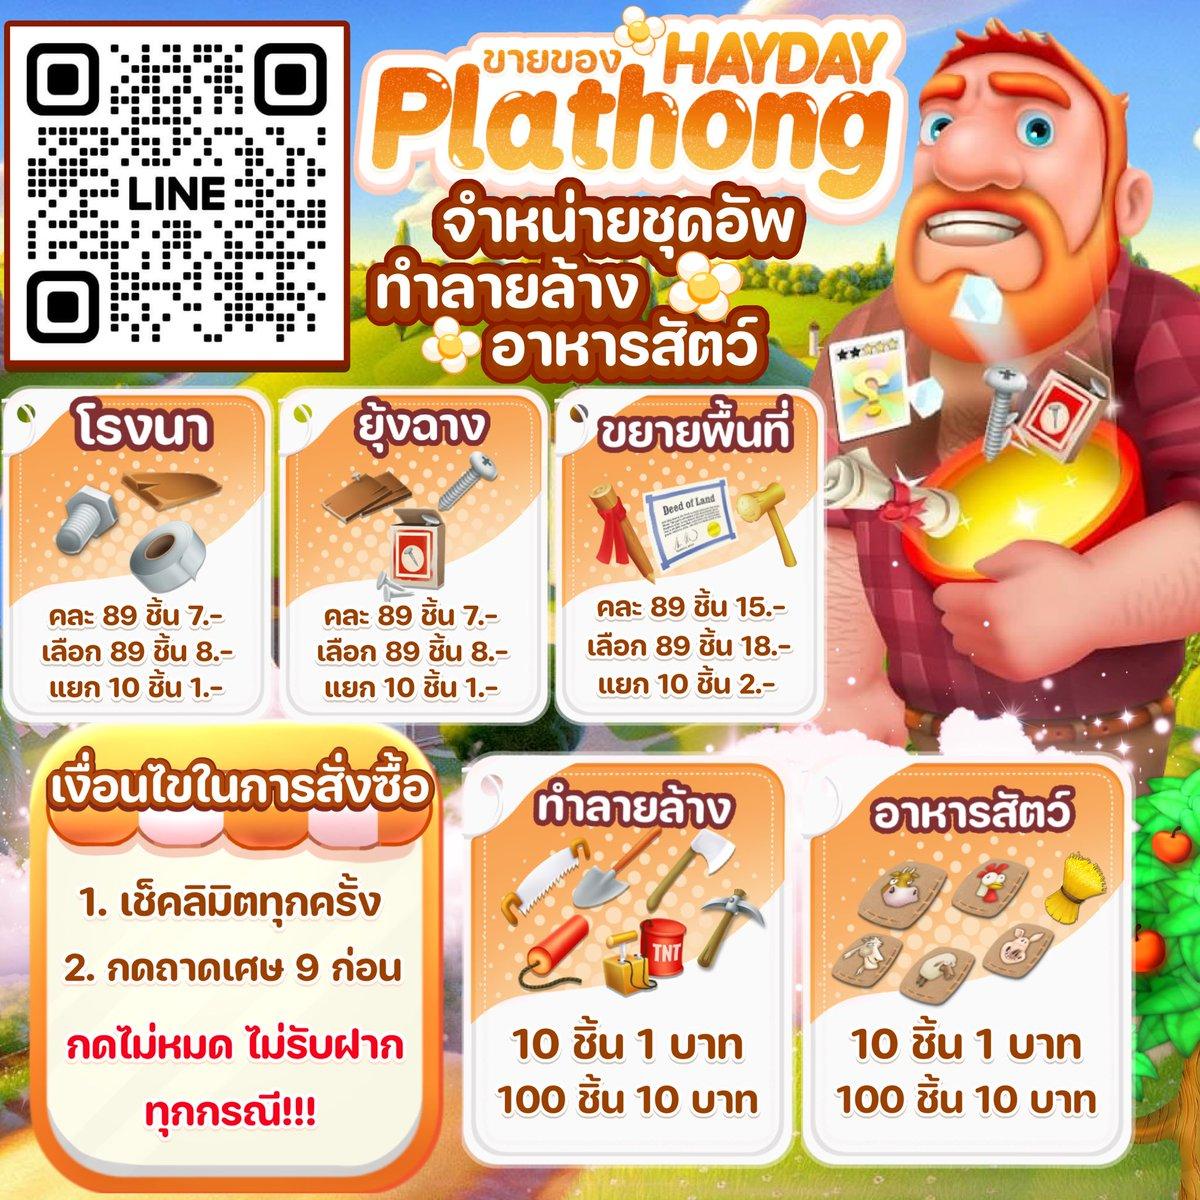 LINE
ขายของ HAYDAY
Plathong
จำหน่ายชุดอัพ
ทำลายล้าง
อาหารสัตว์
โรงนา
คละ 89 ชิ้น 7.-
เลือก 89 ชิ้น 8.-
แยก 10 ชิ้น 1.-
ยุ้งฉาง
คละ 89 ชิ้น 7.-
เลือก 89 ชิ้น 8.-
แยก 10 ชิ้น 1.-
ขยายพื้นที่
Deed of Land
คละ 89 ชิ้น 15.-
เลือก 89 ชิ้น 18.-
แยก 10 ชิ้น 2.-
เงื่อนไขในการสั่งซื้อ
1. เช็คลิมิตทุกครั้ง
2. กดถาดเศษ 9 ก่อน
กดไม่หมด ไม่รับฝาก
ทุกกรณี!!!
ทำลายล้าง
TNT
10 ชิ้น 1 บาท
100 ชิ้น 10 บาท
อาหารสัตว์
10 ชิ้น 1 บาท
100 ชิ้น 10 บาท